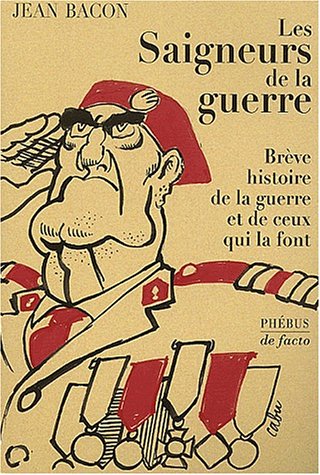 JEAN BACON
Les
Saigneurs
de la
guerre
Brève
histoire
de la guerre
et de ceux
qui la font
PHÉBUS
de facto
cabu